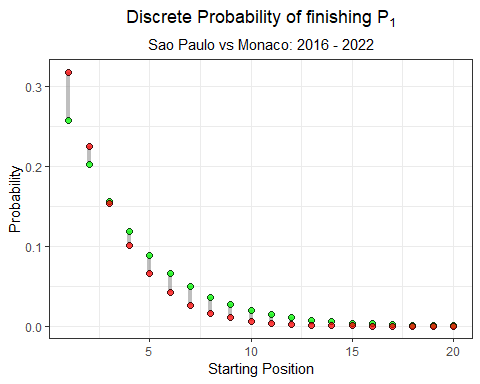 Discrete Probability of finishing P₁
Sao Paulo vs Monaco: 2016 - 2022
Probability
0.3
0.2
0.1
0.0
5
10
15
20
Starting Position